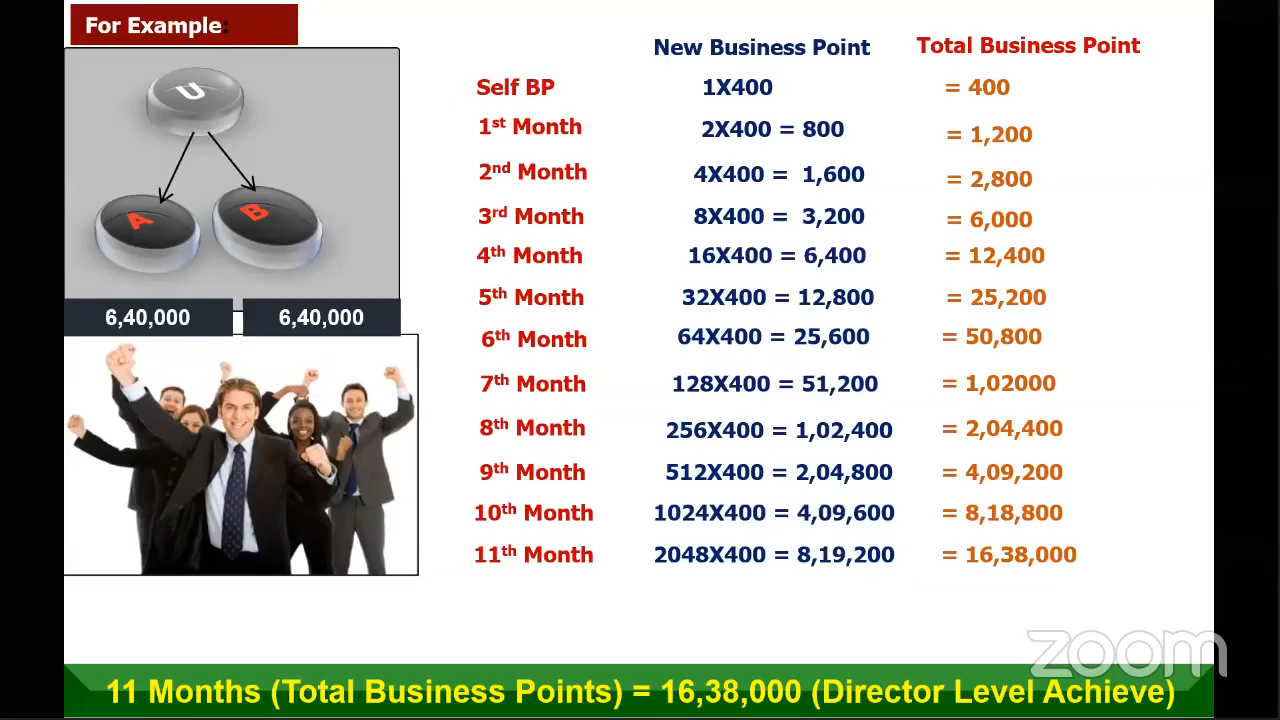 For Example:
New Business Point Total Business Point
U
Self BP 1X400 = 400
1st Month 2X400 = 800 = 1,200
2nd Month 4X400 = 1,600 = 2,800
A B
3rd Month 8X400 = 3,200 = 6,000
4th Month 16X400 = 6,400 = 12,400
5th Month 32X400 = 12,800 = 25,200
6,40,000 6,40,000
6th Month 64X400 = 25,600 = 50,800
7th Month 128X400 = 51,200 = 1,02000
8th Month 256X400 = 1,02,400 = 2,04,400
9th Month 512X400 = 2,04,800 = 4,09,200
10th Month 1024X400 = 4,09,600 = 8,18,800
11th Month 2048X400 = 8,19,200 = 16,38,000
zoom
11 Months (Total Business Points) = 16,38,000 (Director Level Achieve)